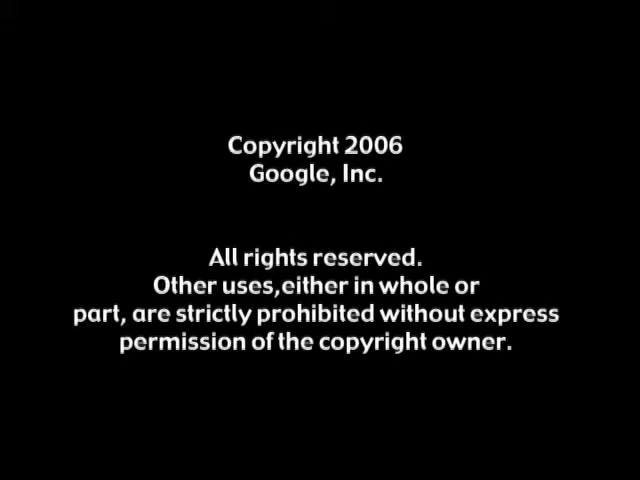 Copyright 2006
Google, Inc.
All rights reserved.
Other uses,either in whole or
part, are strictly prohibited without express
permission of the copyright owner.